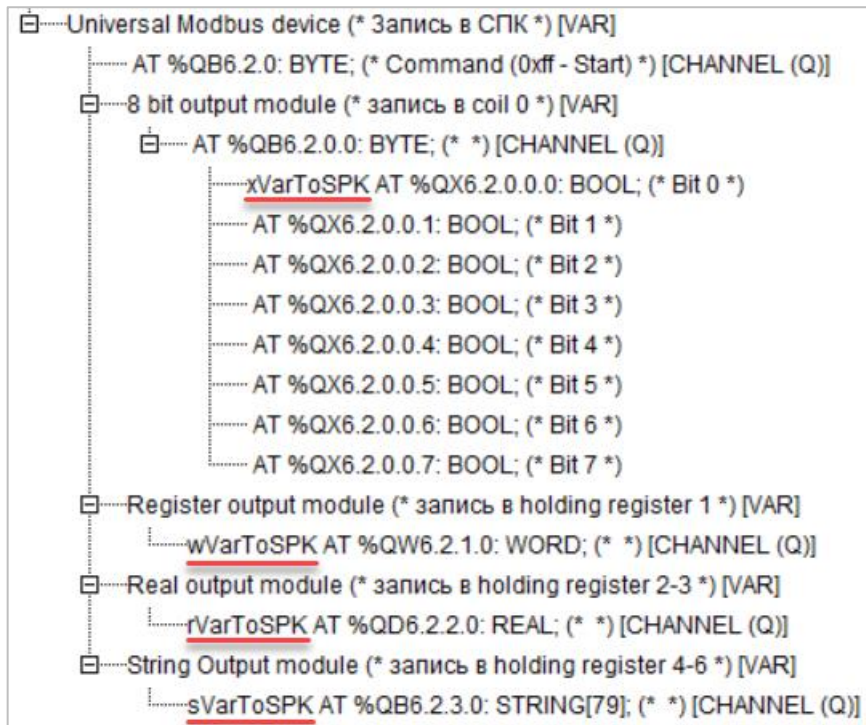 Universal Modbus device (* Запись в СПК *) [VAR]
AT %QB6.2.0: BYTE; (* Command (0xff - Start) *) [CHANNEL (Q)]
8 bit output module (* запись в coil 0 *) [VAR]
AT %QB6.2.0.0: BYTE; (* *) [CHANNEL (Q)]
xVarToSPK AT %QX6.2.0.0.0: BOOL; (* Bit 0 *)
AT %QX6.2.0.0.1: BOOL; (* Bit 1 *)
AT %QX6.2.0.0.2: BOOL; (* Bit 2 *)
AT %QX6.2.0.0.3: BOOL; (* Bit 3 *)
AT %QX6.2.0.0.4: BOOL; (* Bit 4 *)
AT %QX6.2.0.0.5: BOOL; (* Bit 5 *)
AT %QX6.2.0.0.6: BOOL; (* Bit 6 *)
AT %QX6.2.0.0.7: BOOL; (* Bit 7 *)
Register output module (* запись в holding register 1 *) [VAR]
wVarToSPK AT %QW6.2.1.0: WORD; (* *) [CHANNEL (Q)]
Real output module (* запись в holding register 2-3 *) [VAR]
rVarToSPK AT %QD6.2.2.0: REAL; (* *) [CHANNEL (Q)]
String Output module (* запись в holding register 4-6 *) [VAR]
sVarToSPK AT %QB6.2.3.0: STRING[79]; (* *) [CHANNEL (Q)]